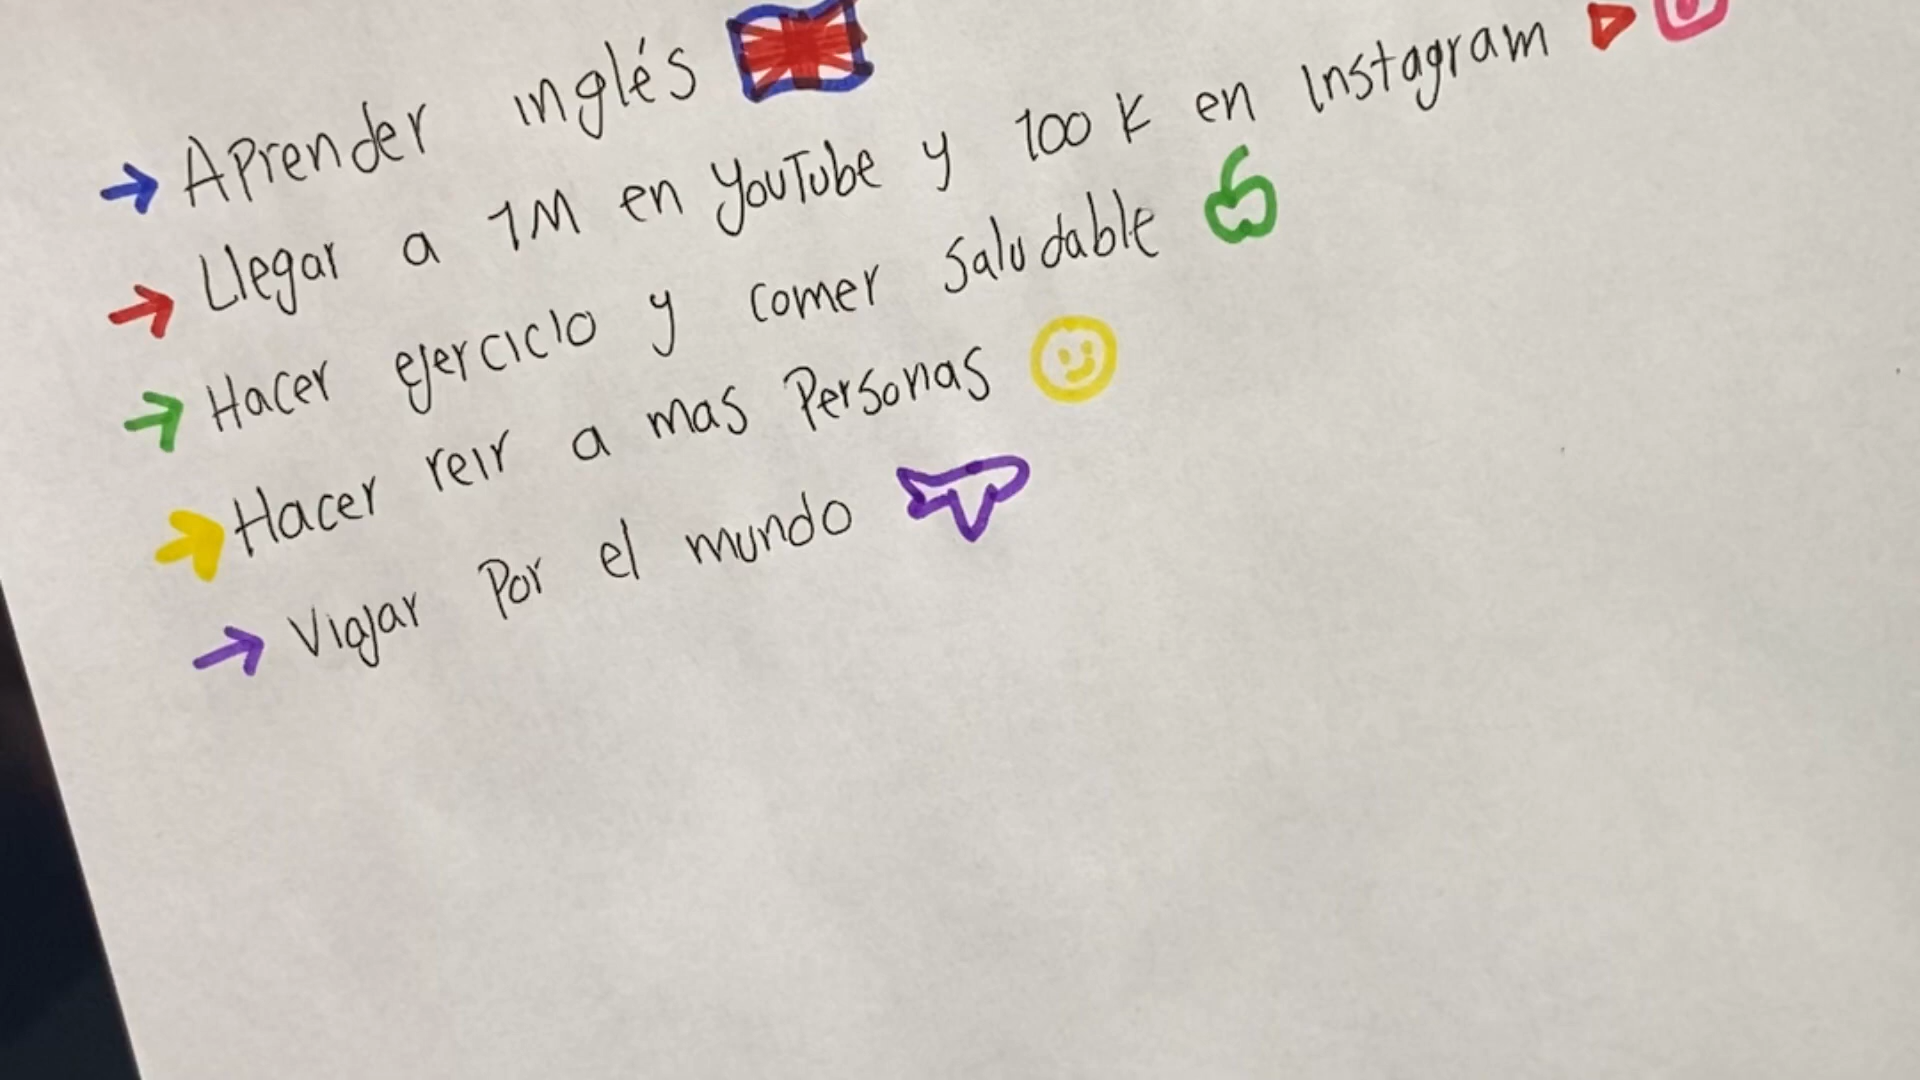 Aprender inglés
Llegar a 1M en YouTube y 100 K en Instagram
Hacer ejercicio y comer saludable
Hacer reir a mas Personas
Viajar Por el mundo